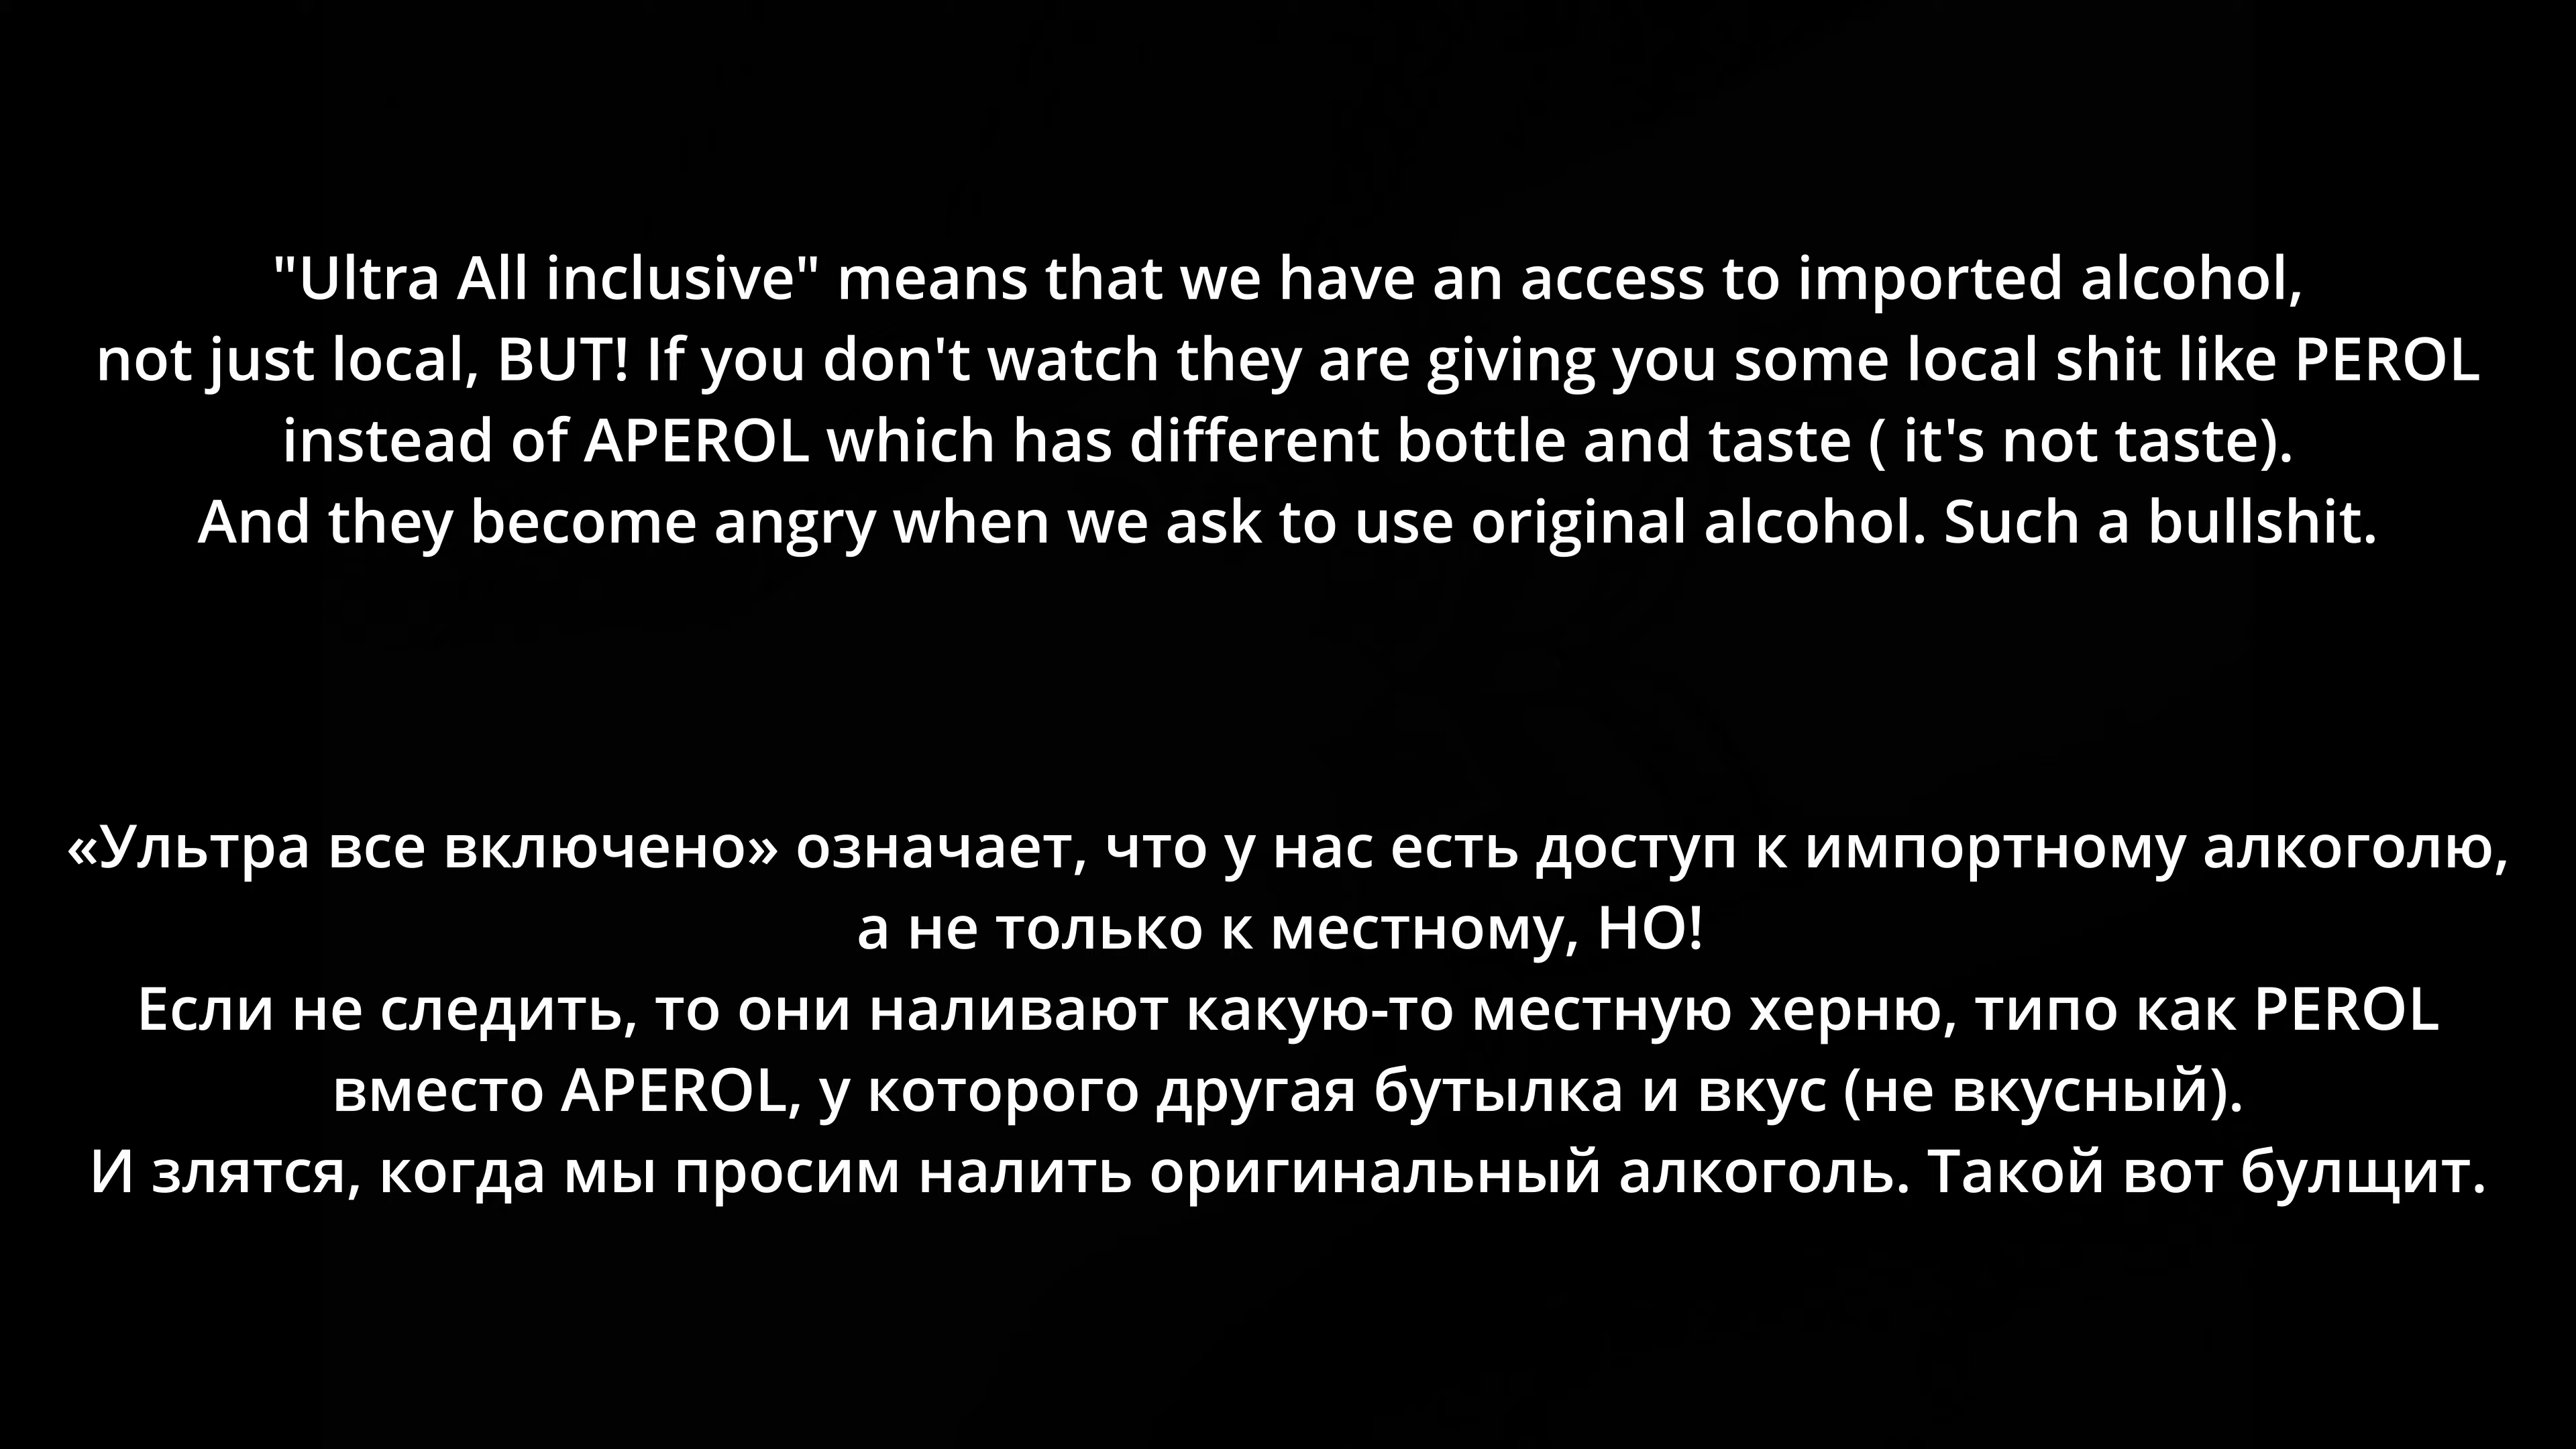 "Ultra All inclusive" means that we have an access to imported alcohol,
not just local, BUT! If you don't watch they are giving you some local shit like PEROL
instead of APEROL which has different bottle and taste ( it's not taste).
And they become angry when we ask to use original alcohol. Such a bullshit.
«Ультра все включено» означает, что у нас есть доступ к импортному алкоголю,
а не только к местному, НО!
Если не следить, то они наливают какую-то местную херню, типо как PEROL
вместо APEROL, у которого другая бутылка и вкус (не вкусный).
И злятся, когда мы просим налить оригинальный алкоголь. Такой вот булщит.